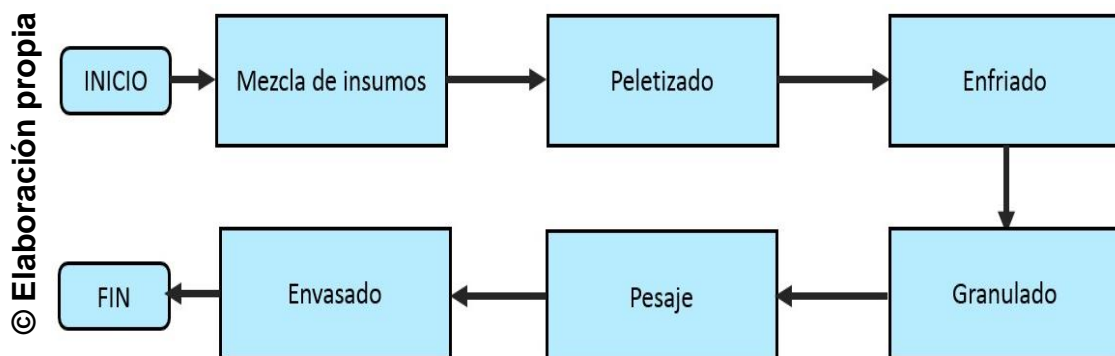 © Elaboración propia
INICIO
Mezcla de insumos
Peletizado
Enfriado
Granulado
Pesaje
Envasado
FIN